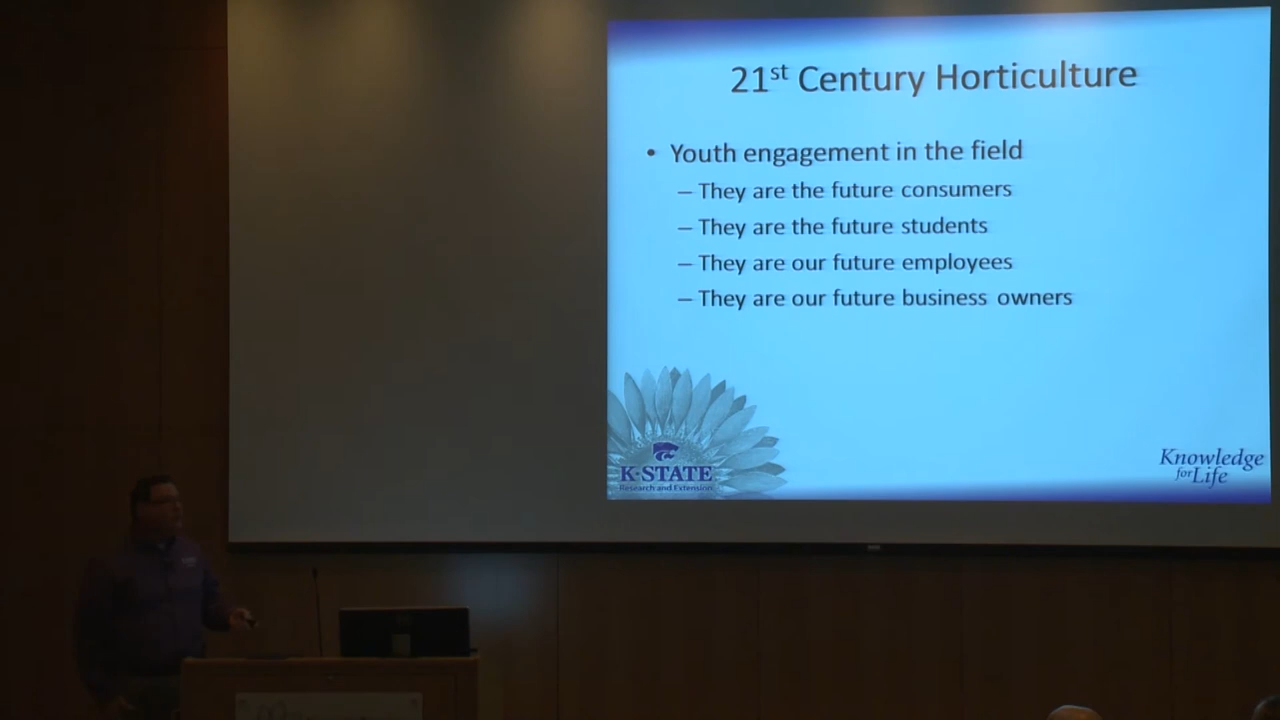 21st Century Horticulture
• Youth engagement in the field
– They are the future consumers
– They are the future students
– They are our future employees
– They are our future business owners
K-STATE
Research and Extension
Knowledge
for Life